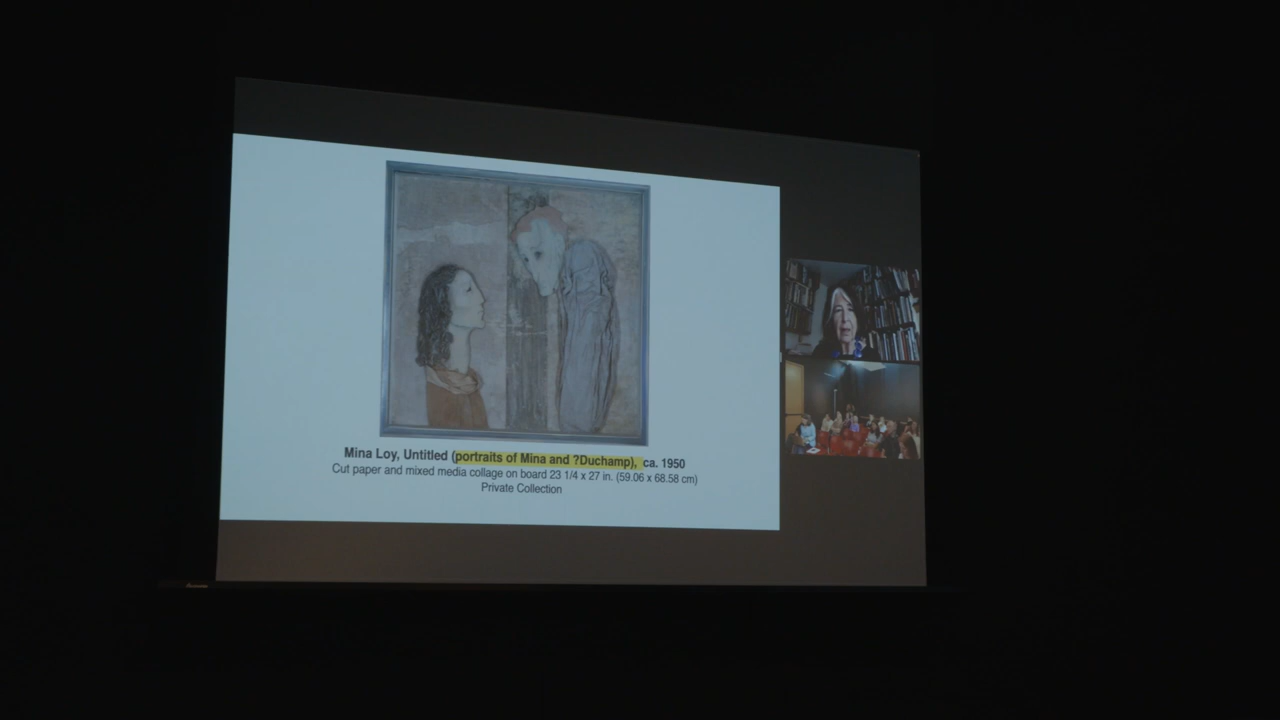 Mina Loy, Untitled (portraits of Mina and ?Duchamp), ca. 1950
Cut paper and mixed media collage on board 23 1/4 x 27 in. (59.06 x 68.58 cm)
Private Collection